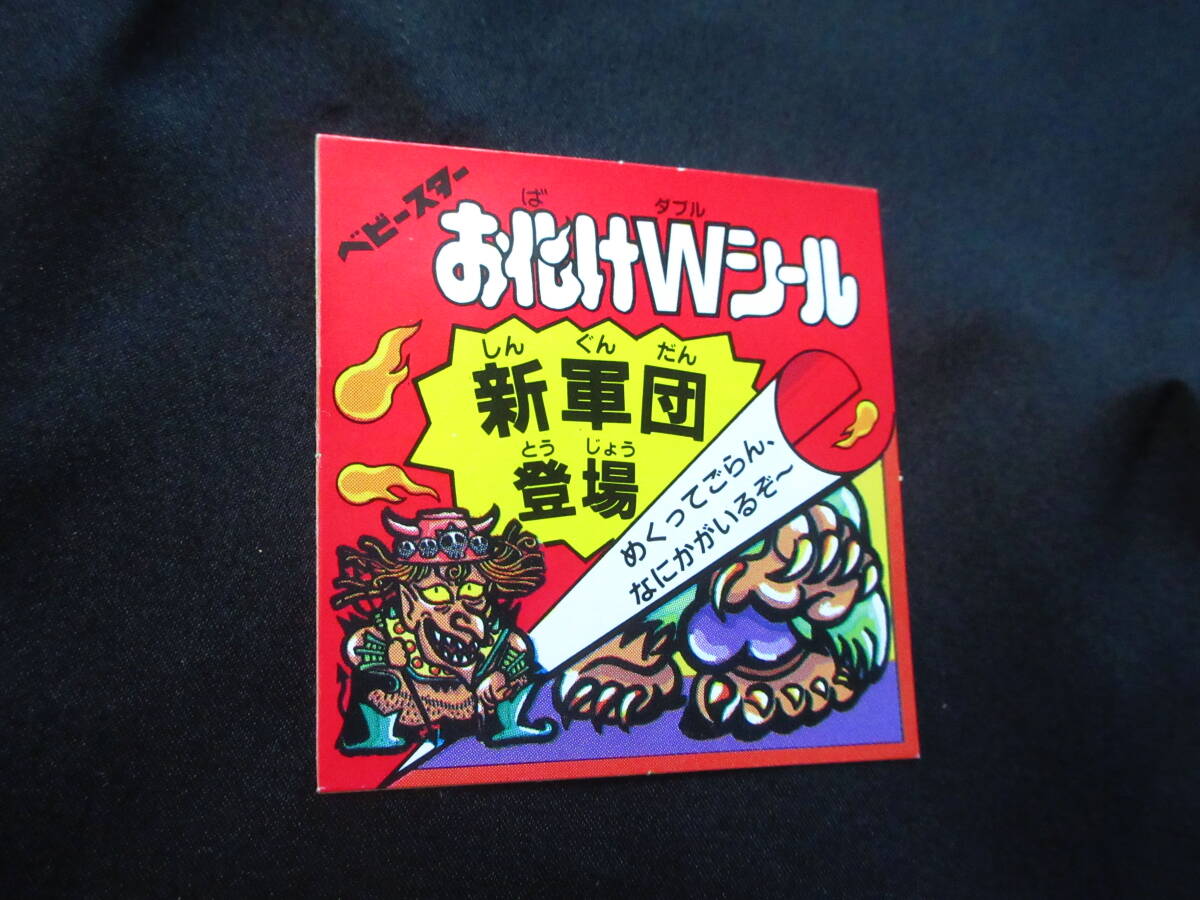 ベビースター
ば ダブル
お化けWシール
しん ぐん だん
新軍団
とう じょう
登場
めくってごらん、
なにかがいるぞ～